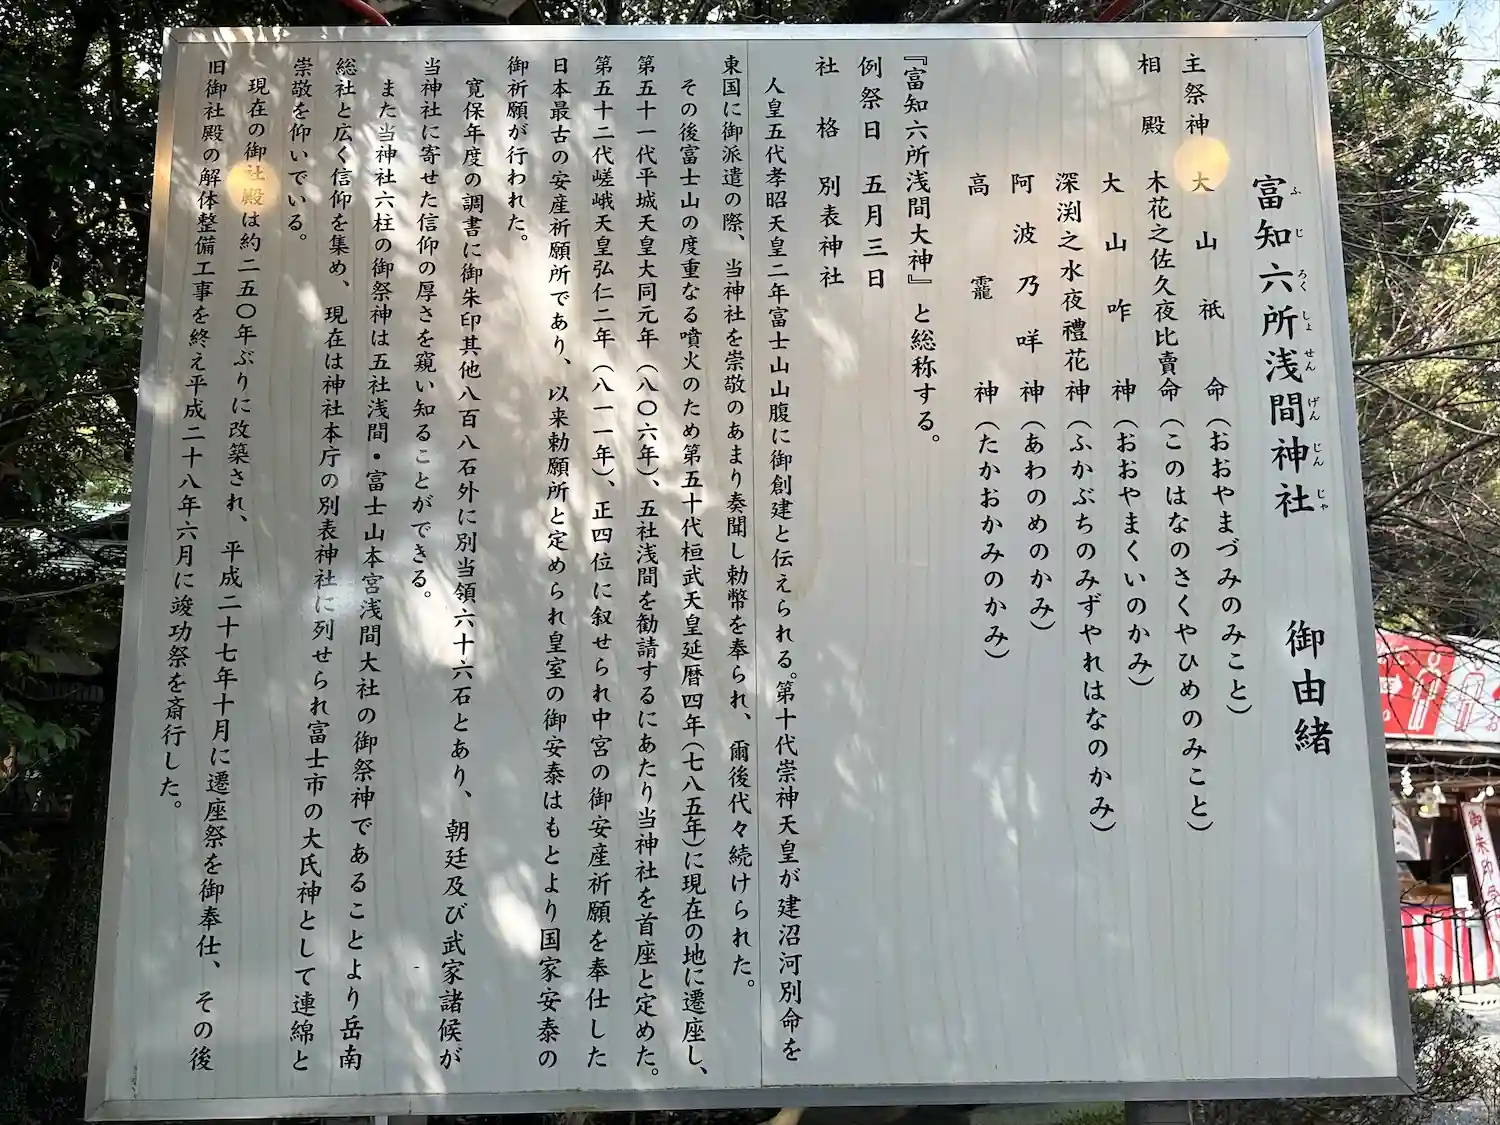 富知六所浅間神社 御由緒
ふじろくしょせんげんじんじゃ
主祭神 大山祇命(おおやまづみのみこと)
相殿 木花之佐久夜比賣命(このはなのさくやひめのみこと)
大山咋神(おおやまくいのかみ)
深渕之水夜禮花神(ふかぶちのみずやれはなのかみ)
阿波乃咩神(あわのめのかみ)
高龗神(たかおかみのかみ)
『富知六所浅間大神』と総称する。
例祭日 五月三日
社格 別表神社
人皇五代孝昭天皇二年富士山山腹に御創建と伝えられる。第十代崇神天皇が建沼河別命を
東国に御派遣の際、当神社を崇敬のあまり奏聞し勅幣を奉られ、爾後代々続けられた。
その後富士山の度重なる噴火のため第五十代桓武天皇延暦四年(七八五年)に現在の地に遷座し、
第五十一代平城天皇大同元年(八〇六年)、五社浅間を勧請するにあたり当神社を首座と定めた。
第五十二代嵯峨天皇弘仁二年(八一一年)、正四位に叙せられ中宮の御安産祈願を奉仕した
日本最古の安産祈願所であり、以来勅願所と定められ皇室の御安泰はもとより国家安泰の
御祈願が行われた。
寛保年度の調書に御朱印其他八百八石外に別当領六十六石とあり、朝廷及び武家諸候が
当神社に寄せた信仰の厚さを窺い知ることができる。
また当神社六柱の御祭神は五社浅間・富士山本宮浅間大社の御祭神であることより岳南
総社と広く信仰を集め、現在は神社本庁の別表神社に列せられ富士市の大氏神として連綿と
崇敬を仰いでいる。
現在の御社殿は約二五〇年ぶりに改築され、平成二十七年十月に遷座祭を御奉仕、その後
旧御社殿の解体整備工事を終え平成二十八年六月に竣功祭を斎行した。
御朱印